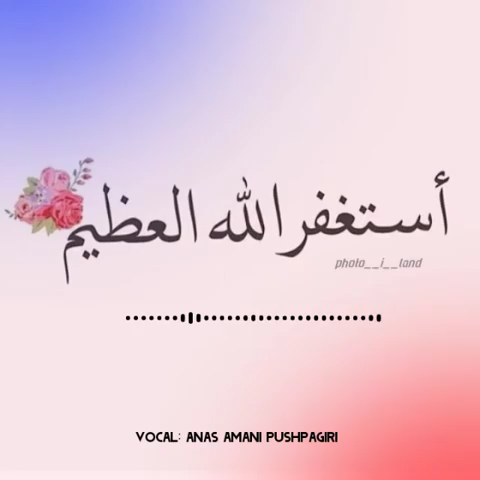 أستغفر الله العظيم
photo__i__land
VOCAL: ANAS AMANI PUSHPAGIRI